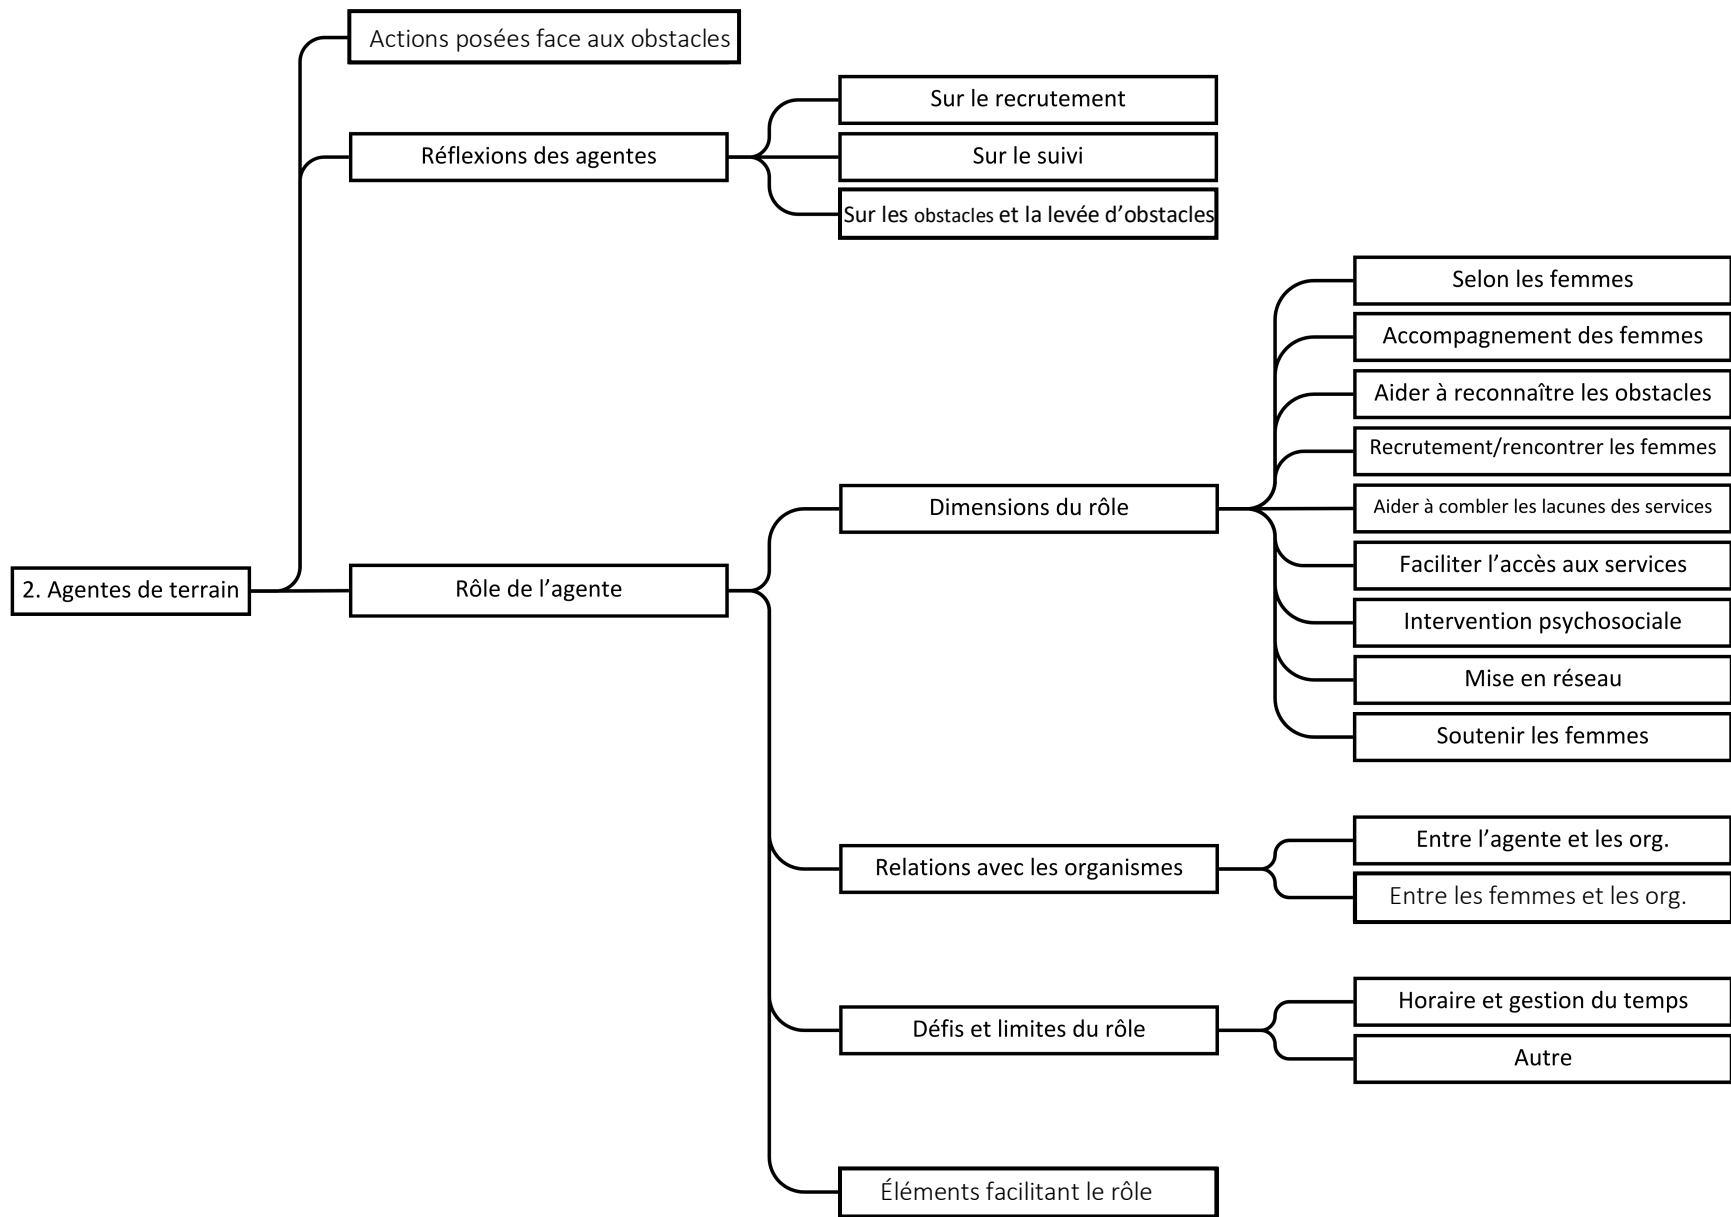 Actions posées face aux obstacles
Sur le recrutement
Réflexions des agentes
Sur le suivi
Sur les obstacles et la levée d’obstacles
Selon les femmes
Accompagnement des femmes
Aider à reconnaître les obstacles
Recrutement/rencontrer les femmes
Dimensions du rôle
Aider à combler les lacunes des services
Faciliter l’accès aux services
2. Agentes de terrain
Rôle de l’agente
Intervention psychosociale
Mise en réseau
Soutenir les femmes
Entre l’agente et les org.
Relations avec les organismes
Entre les femmes et les org.
Horaire et gestion du temps
Défis et limites du rôle
Autre
Éléments facilitant le rôle